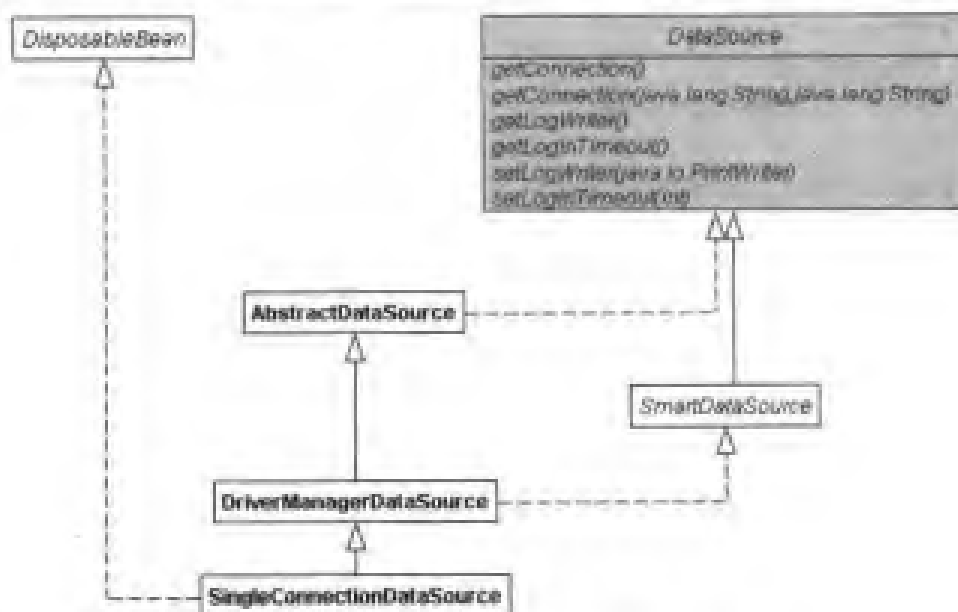 DisposableBean
DataSource
getConnection()
getConnection(java.lang.String,java.lang.String)
getLogWriter()
getLoginTimeout()
setLogWriter(java.io.PrintWriter)
setLoginTimeout(int)
AbstractDataSource
SmartDataSource
DriverManagerDataSource
SingleConnectionDataSource